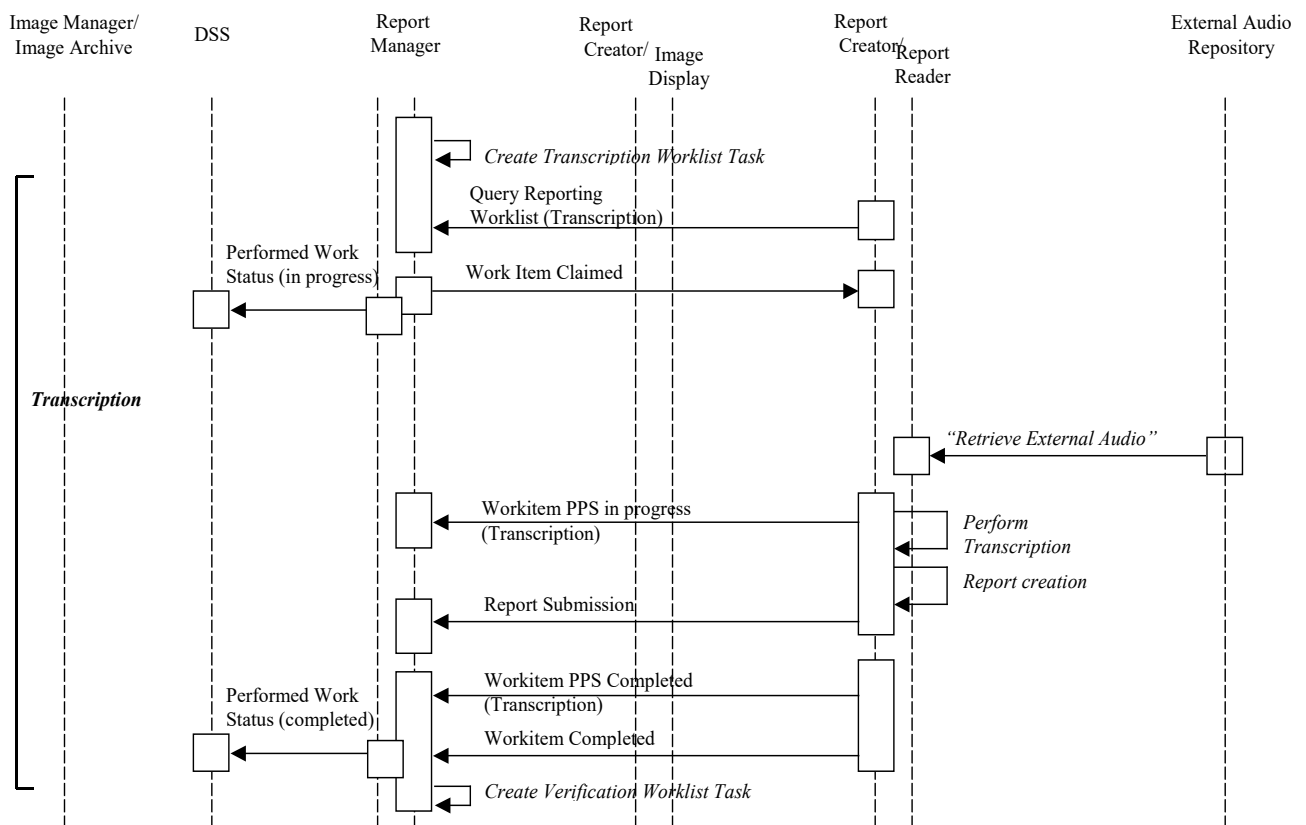 Image Manager/
Image Archive
DSS
Report
Manager
Report
Creator/
Image
Display
Report
Creator/
Report
Reader
External Audio
Repository
Create Transcription Worklist Task
Query Reporting
Worklist (Transcription)
Performed Work
Status (in progress)
Work Item Claimed
Transcription
“Retrieve External Audio”
Workitem PPS in progress
(Transcription)
Perform
Transcription
Report creation
Report Submission
Workitem PPS Completed
(Transcription)
Performed Work
Status (completed)
Workitem Completed
Create Verification Worklist Task